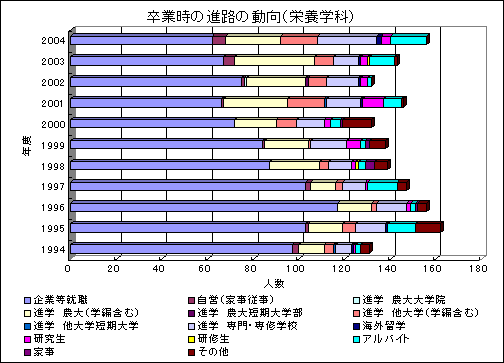 卒業時の進路の動向(栄養学科)
年度
2004
2003
2002
2001
2000
1999
1998
1997
1996
1995
1994
0 20 40 60 80 100 120 140 160 180
人数
企業等就職 自営(家事従事) 進学 農大大学院
進学 農大(学編含む) 進学 農大短期大学部 進学 他大学(学編含む)
進学 他大学短期大学 進学 専門・専修学校 海外留学
研究生 研修生 アルバイト
家事 その他